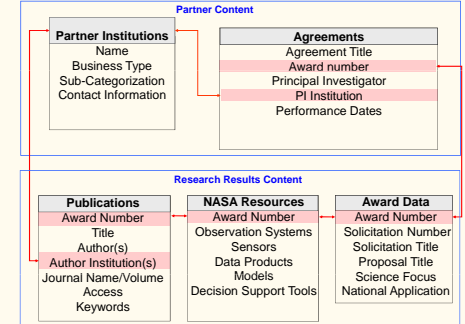 Partner Content
Partner Institutions
Name
Business Type
Sub-Categorization
Contact Information
Agreements
Agreement Title
Award number
Principal Investigator
PI Institution
Performance Dates
Research Results Content
Publications
Award Number
Title
Author(s)
Author Institution(s)
Journal Name/Volume
Access
Keywords
NASA Resources
Award Number
Observation Systems
Sensors
Data Products
Models
Decision Support Tools
Award Data
Award Number
Solicitation Number
Solicitation Title
Proposal Title
Science Focus
National Application